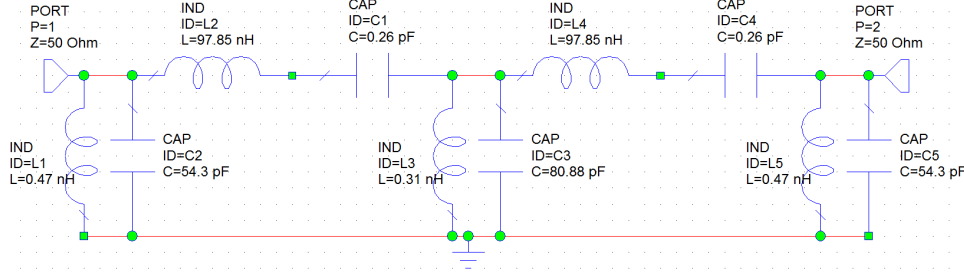 PORT
P=1
Z=50 Ohm
IND
ID=L2
L=97.85 nH
CAP
ID=C1
C=0.26 pF
IND
ID=L4
L=97.85 nH
CAP
ID=C4
C=0.26 pF
PORT
P=2
Z=50 Ohm
IND
ID=L1
L=0.47 nH
CAP
ID=C2
C=54.3 pF
IND
ID=L3
L=0.31 nH
CAP
ID=C3
C=80.88 pF
IND
ID=L5
L=0.47 nH
CAP
ID=C5
C=54.3 pF